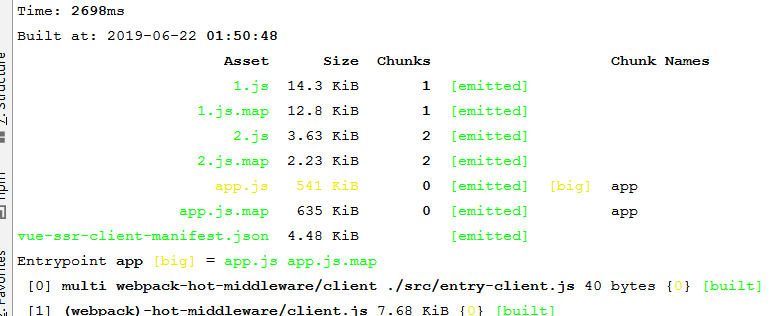 Time: 2698ms
Built at: 2019-06-22 01:50:48
Asset Size Chunks Chunk Names
1.js 14.3 KiB 1 [emitted]
1.js.map 12.8 KiB 1 [emitted]
2.js 3.63 KiB 2 [emitted]
2.js.map 2.23 KiB 2 [emitted]
app.js 541 KiB 0 [emitted] [big] app
app.js.map 635 KiB 0 [emitted] app
vue-ssr-client-manifest.json 4.48 KiB [emitted]
Entrypoint app [big] = app.js app.js.map
[0] multi webpack-hot-middleware/client ./src/entry-client.js 40 bytes {0} [built]
[1] (webpack)-hot-middleware/client.js 7.68 KiB {0} [built]
Z: Structure
npm
2: Favorites